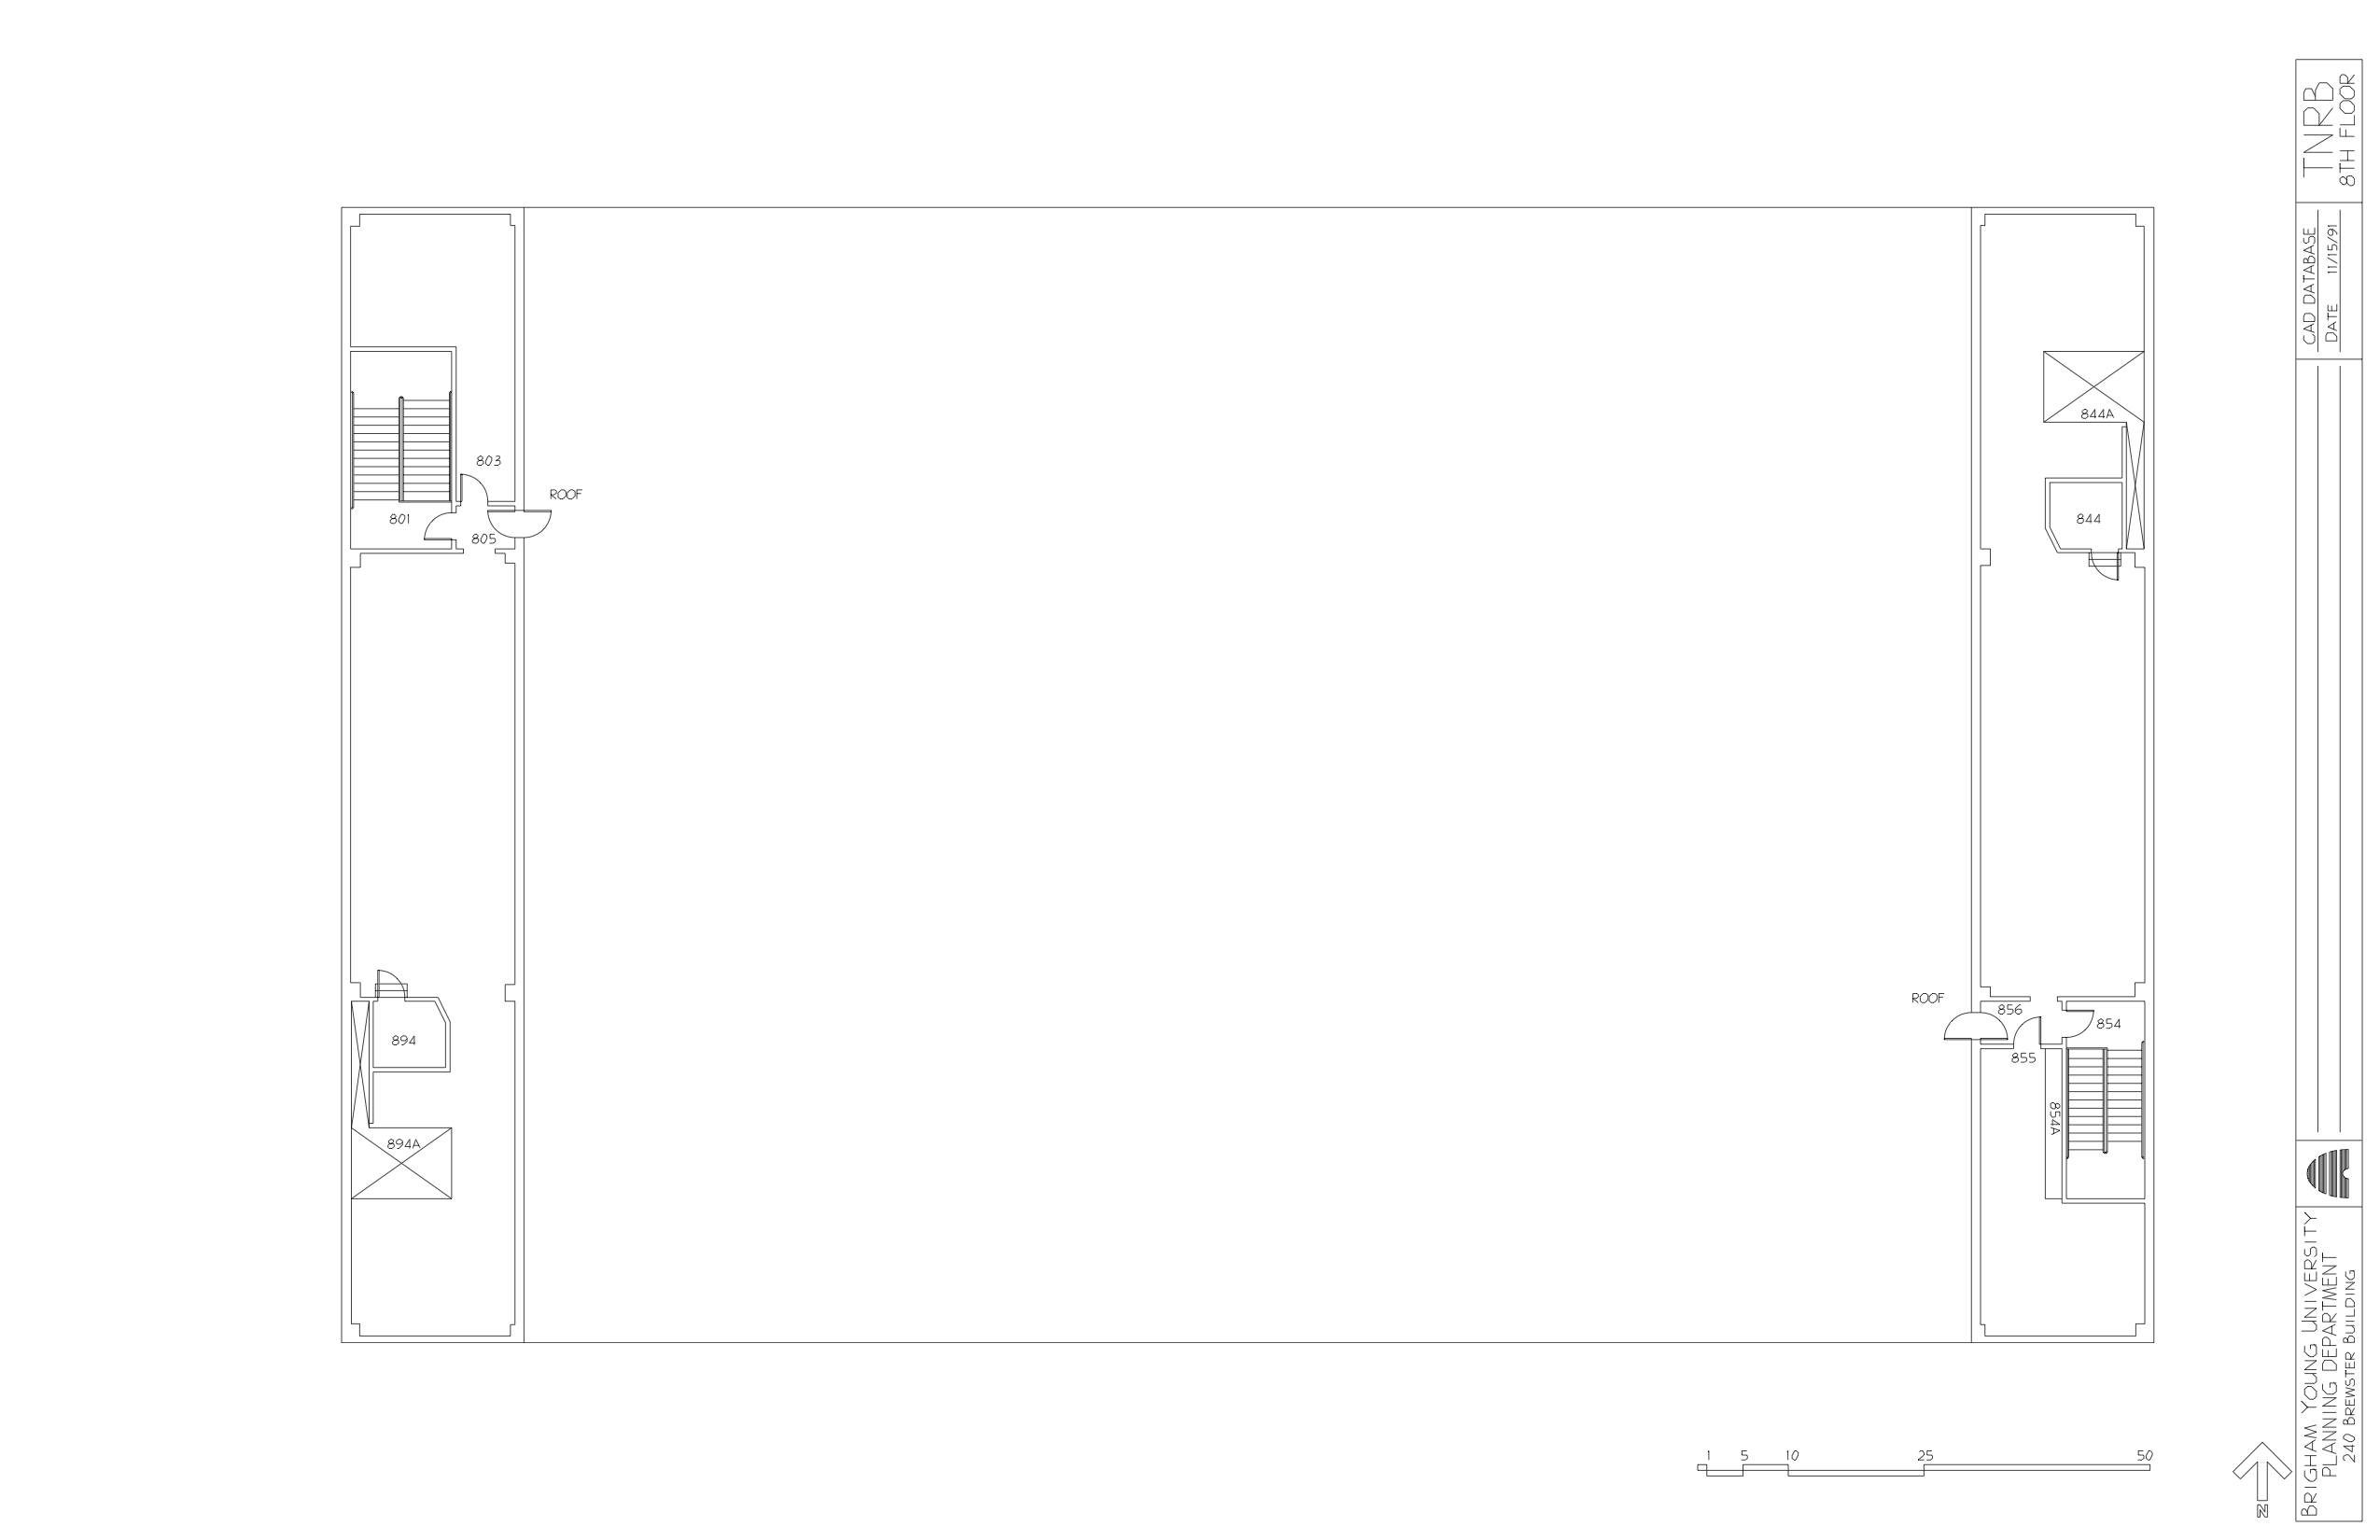 803
ROOF
801
805
844A
844
894
894A
ROOF
856
854
855
854A
1 5 10 25 50
N
TNRB
8TH FLOOR
CAD DATABASE
DATE 11/15/91
BRIGHAM YOUNG UNIVERSITY
PLANNING DEPARTMENT
240 BREWSTER BUILDING